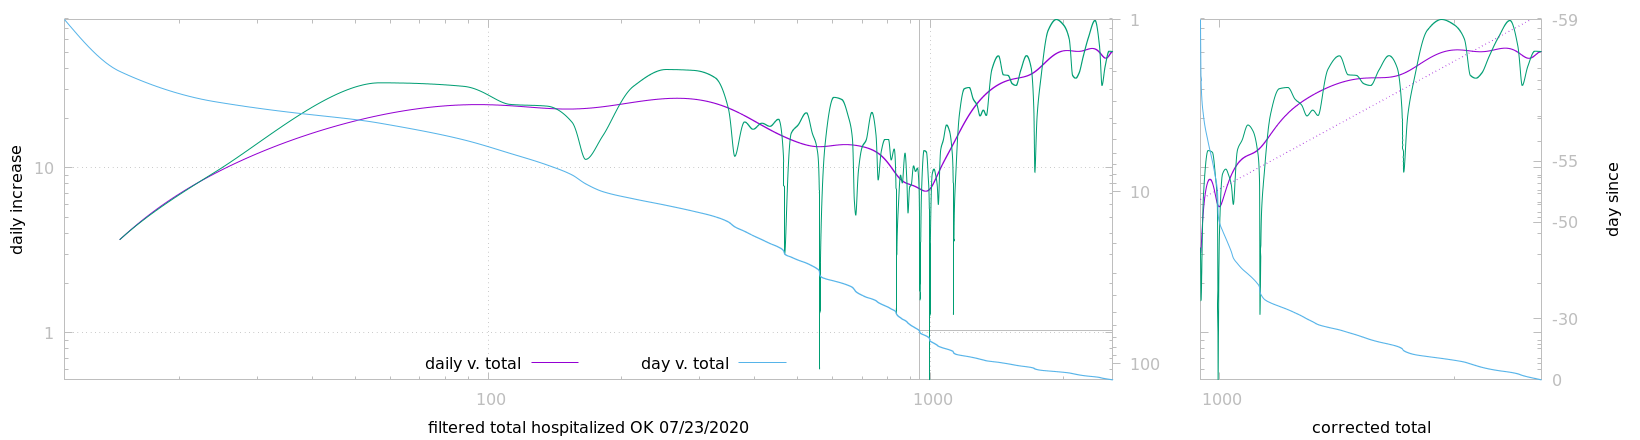 daily increase
10
1
daily v. total
day v. total
100
1000
filtered total hospitalized OK 07/23/2020
1
10
100
1000
corrected total
-59
-55
-50
-30
0
day since